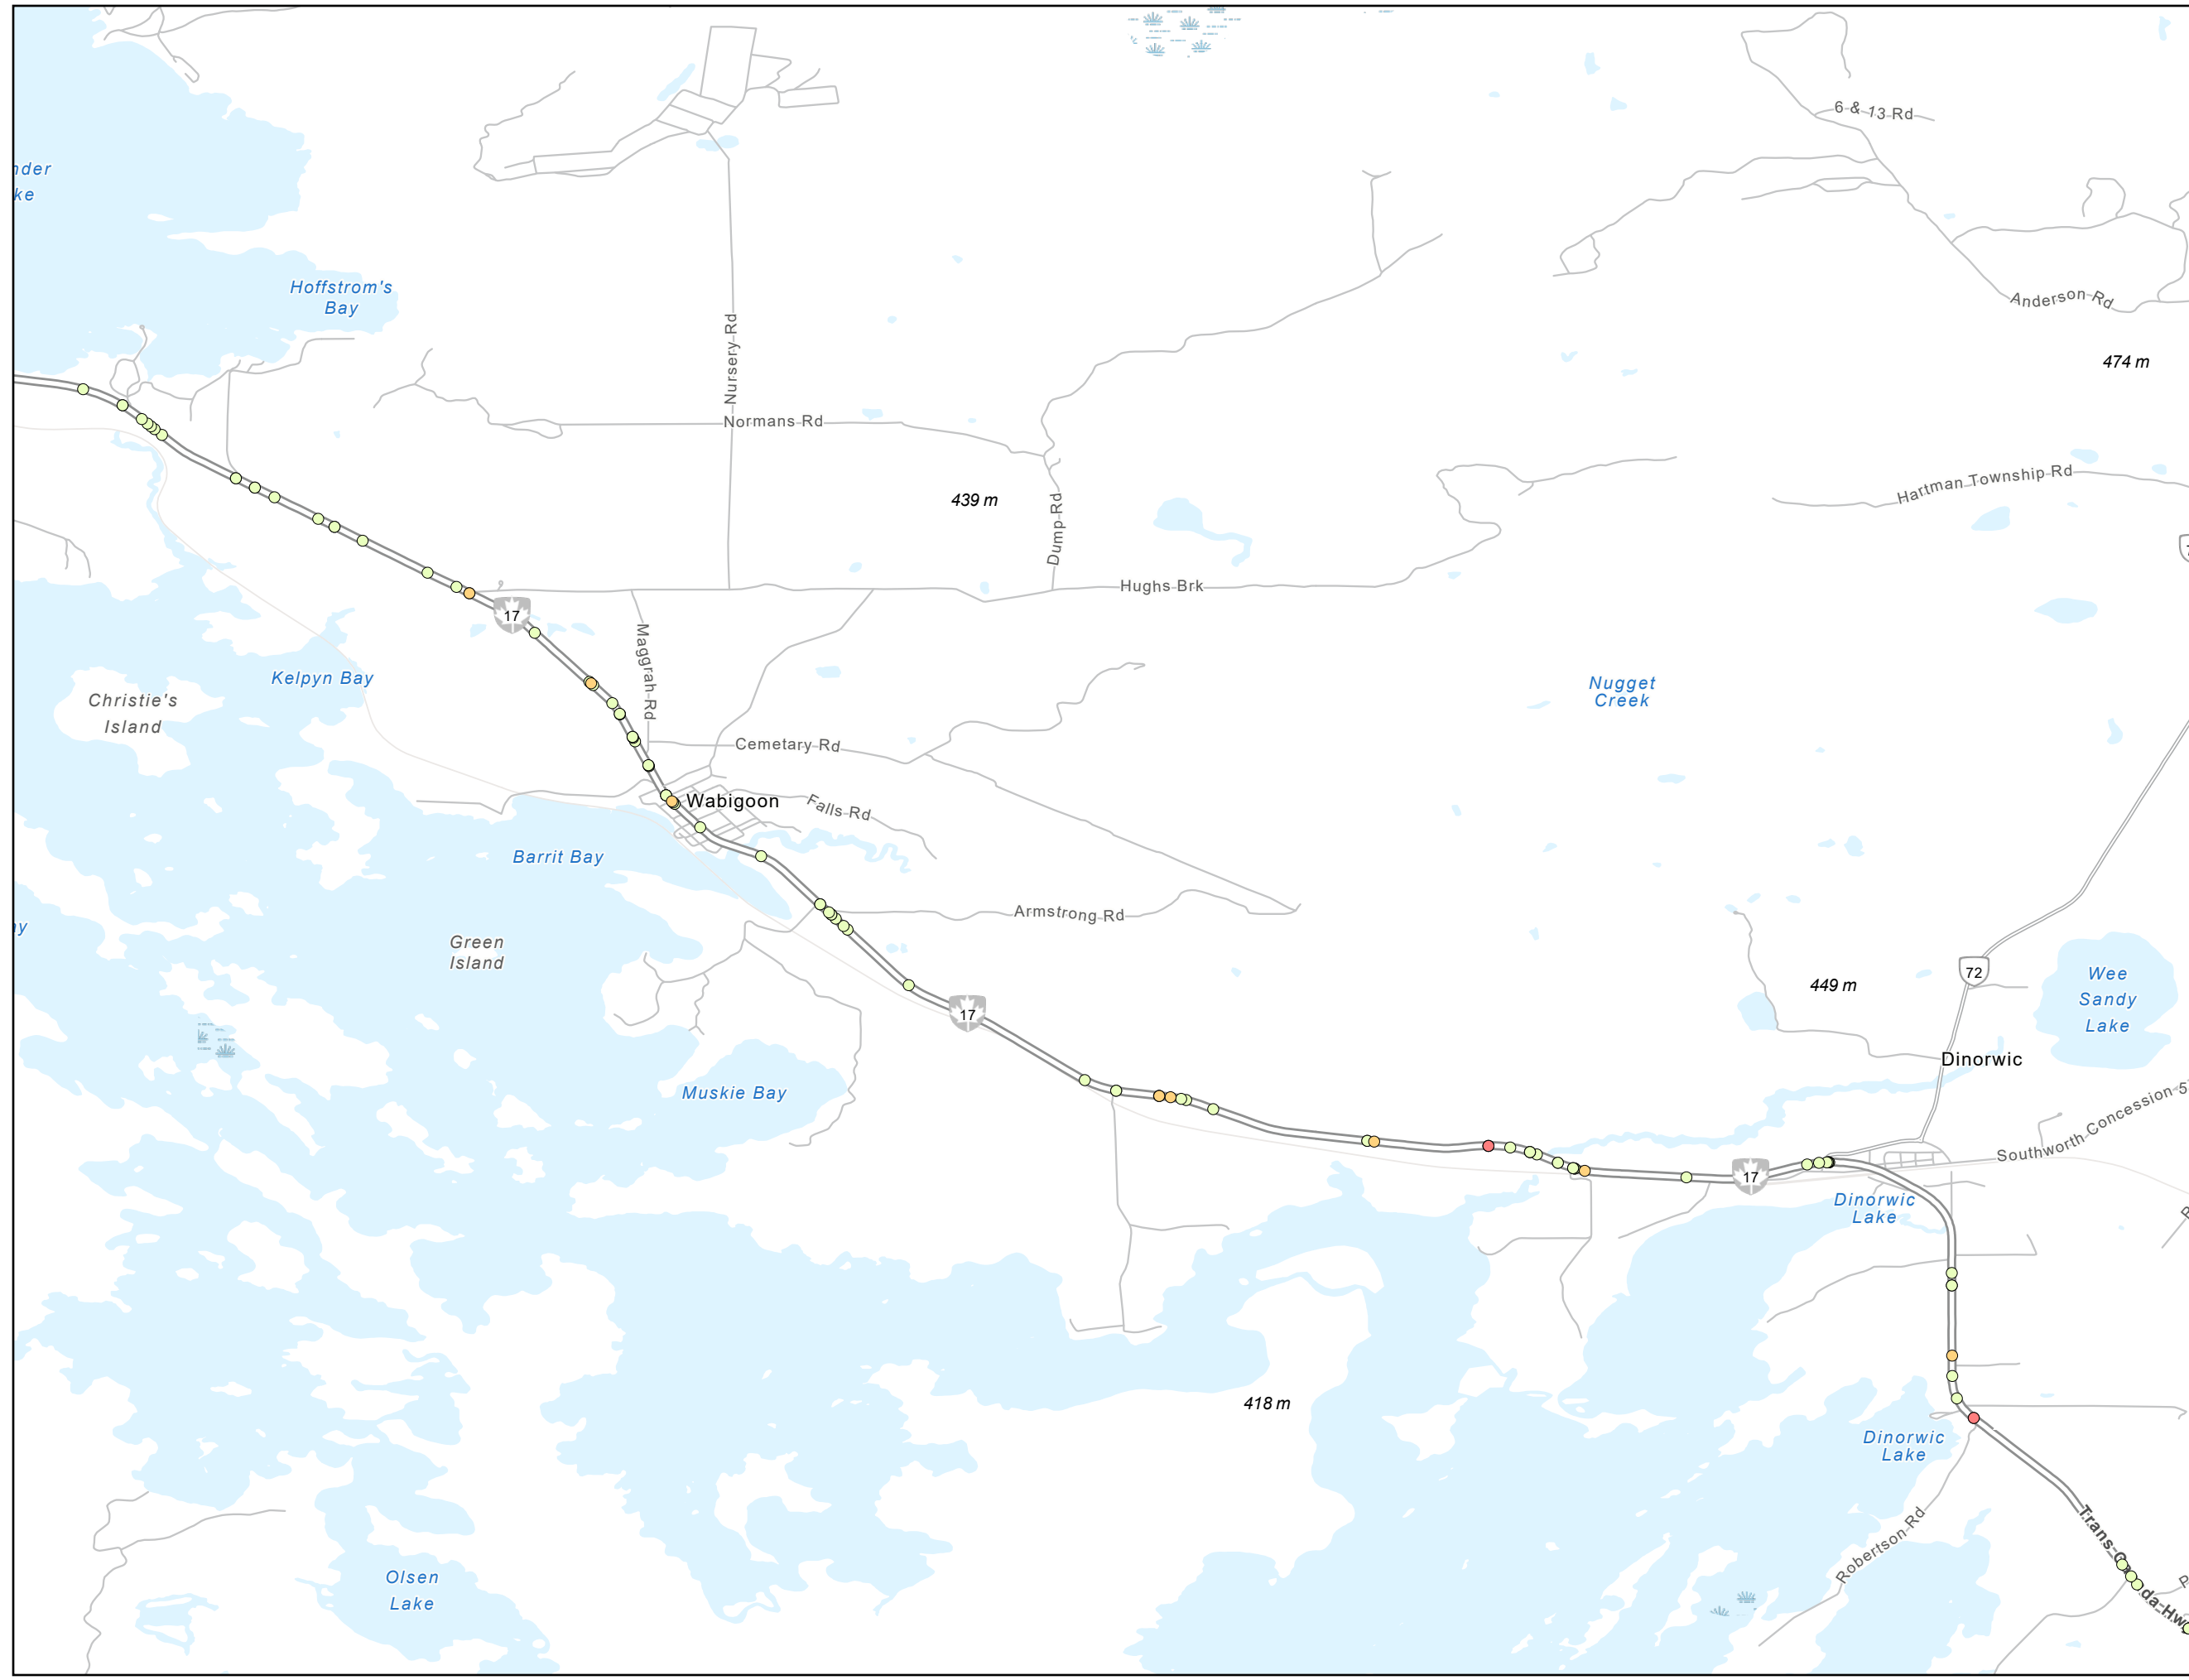 6 & 13 Rd
nder
ke
Hoffstrom's
Bay
Anderson Rd
474 m
Nursery Rd
Normans Rd
Hartman Township Rd
439 m
Dump Rd
Hughs Brk
17
Maggrah Rd
Kelpyn Bay
Christie's
Island
Nugget
Creek
Cemetary Rd
Wabigoon
Falls Rd
Barrit Bay
Armstrong Rd
Green
Island
72
Wee
Sandy
Lake
449 m
17
Dinorwic
Muskie Bay
Southworth Concession 5
17
Dinorwic
Lake
418 m
Dinorwic
Lake
Robertson Rd
Olsen
Lake